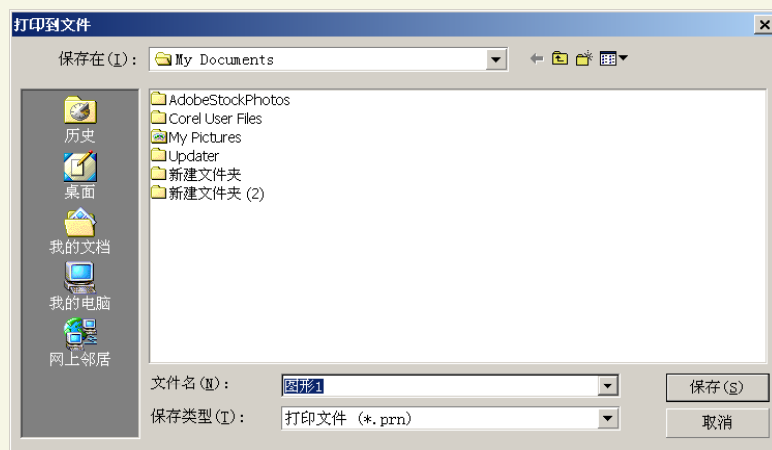 打印到文件
保存在(I): My Documents
历史
桌面
我的文档
我的电脑
网上邻居
AdobeStockPhotos
Corel User Files
My Pictures
Updater
新建文件夹
新建文件夹 (2)
文件名(N): 图形1 保存(S)
保存类型(T): 打印文件 (*.prn) 取消